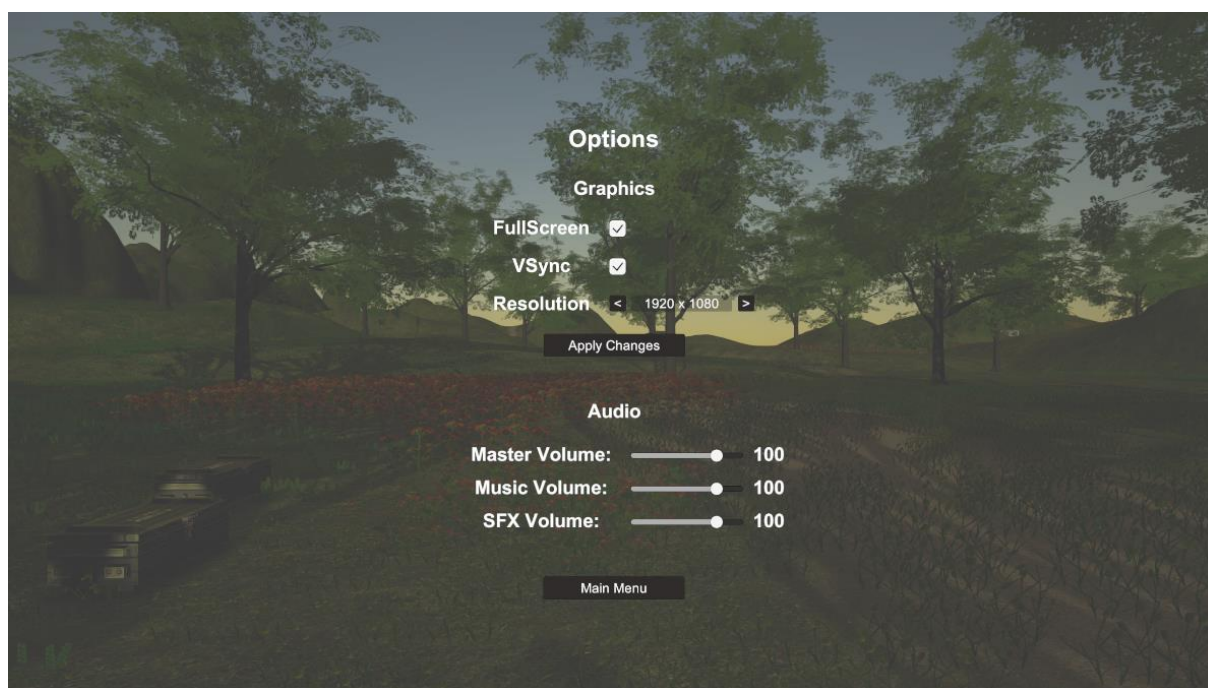 Options
Graphics
FullScreen
VSync
Resolution < 1920 x 1080 >
Apply Changes
Audio
Master Volume: 100
Music Volume: 100
SFX Volume: 100
Main Menu